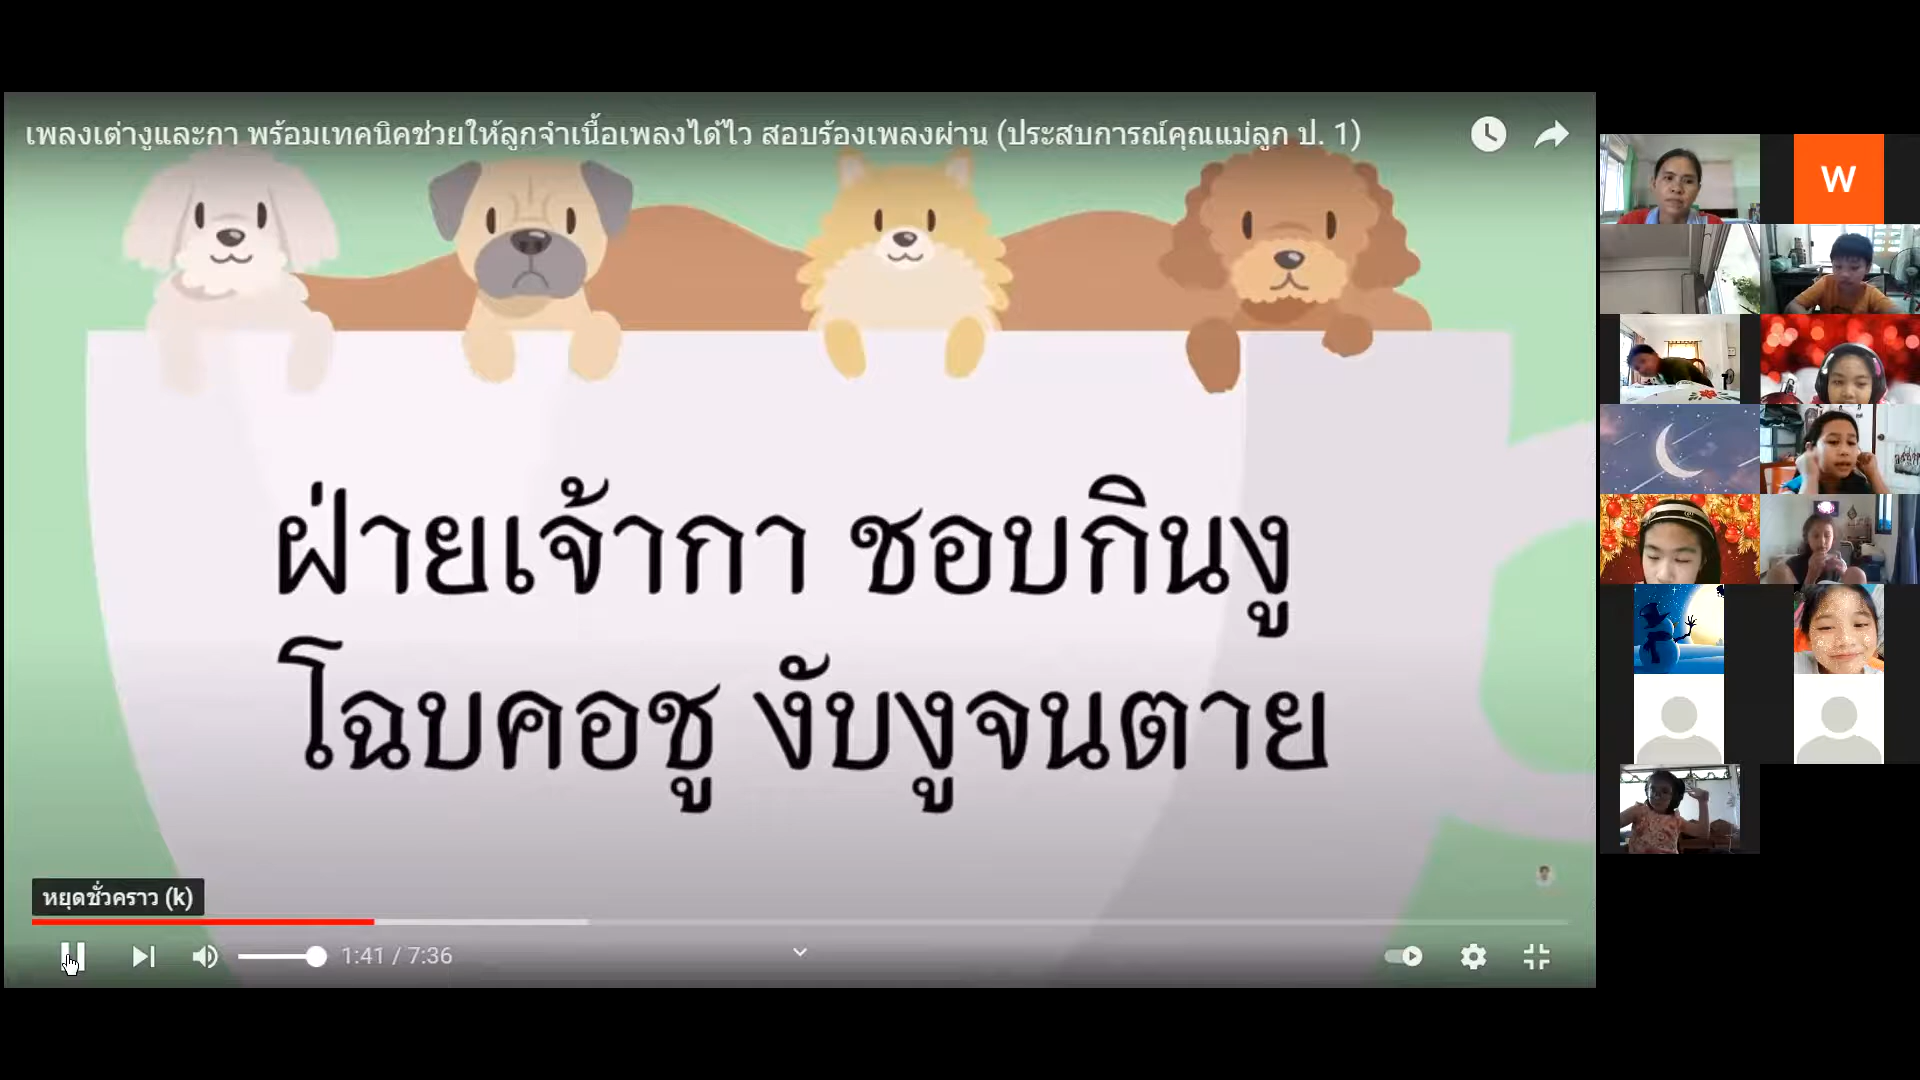 เพลงเต่างูและกา พร้อมเทคนิคช่วยให้ลูกจำเนื้อเพลงได้ไว สอบร้องเพลงผ่าน (ประสบการณ์คุณแม่ลูก ป. 1)
W
ฝ่ายเจ้ากา ชอบกินงู
โฉบคอชู งับงูจนตาย
หยุดชั่วคราว (k)
1:41 / 7:36